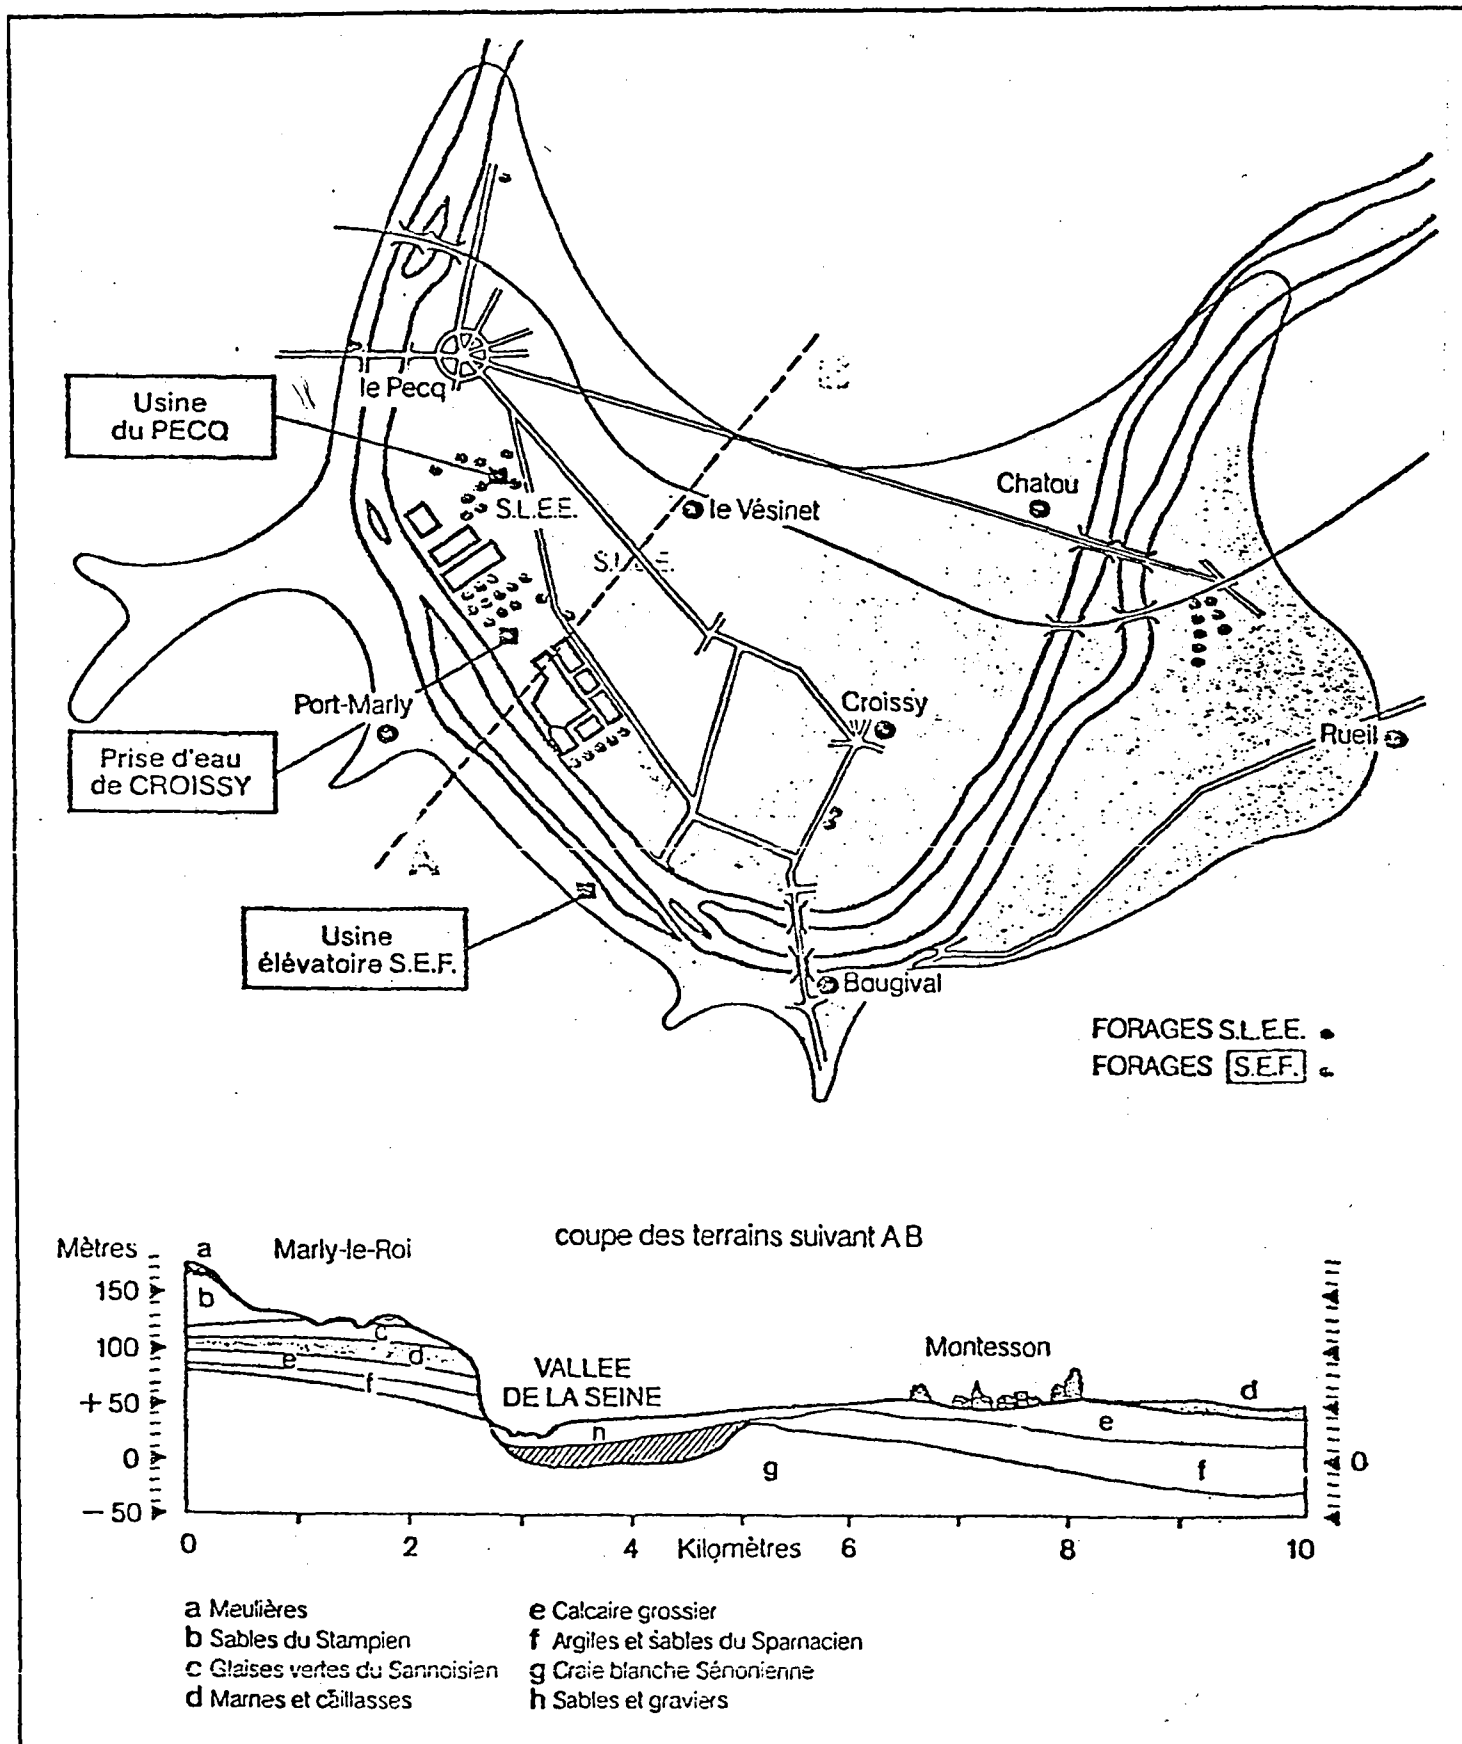 le Pecq
Usine
du PECQ
S.L.E.E.
le Vésinet
Chatou
Port-Marly
Croissy
Rueil
Prise d'eau
de CROISSY
Usine
élévatoire S.E.F.
Bougival
FORAGES S.L.E.E.
FORAGES S.E.F.
coupe des terrains suivant A B
Mètres
a
Marly-le-Roi
150
b
c
100
d
e
f
+ 50
0
− 50
VALLEE
DE LA SEINE
n
g
Montesson
d
e
f
0
0
2
4
Kilomètres
6
8
10
a Meulières
b Sables du Stampien
c Glaises vertes du Sannoisien
d Marnes et caillasses
e Calcaire grossier
f Argiles et sables du Sparnacien
g Craie blanche Sénonienne
h Sables et graviers